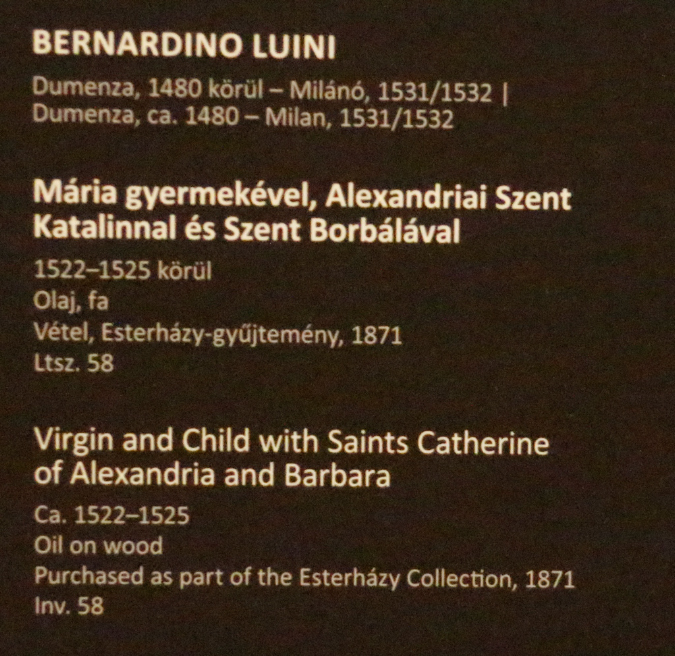 BERNARDINO LUINI
Dumenza, 1480 körül – Milánó, 1531/1532 |
Dumenza, ca. 1480 – Milan, 1531/1532
Mária gyermekével, Alexandriai Szent
Katalinnal és Szent Borbálával
1522–1525 körül
Olaj, fa
Vétel, Esterházy-gyűjtemény, 1871
Ltsz. 58
Virgin and Child with Saints Catherine
of Alexandria and Barbara
Ca. 1522–1525
Oil on wood
Purchased as part of the Esterházy Collection, 1871
Inv. 58